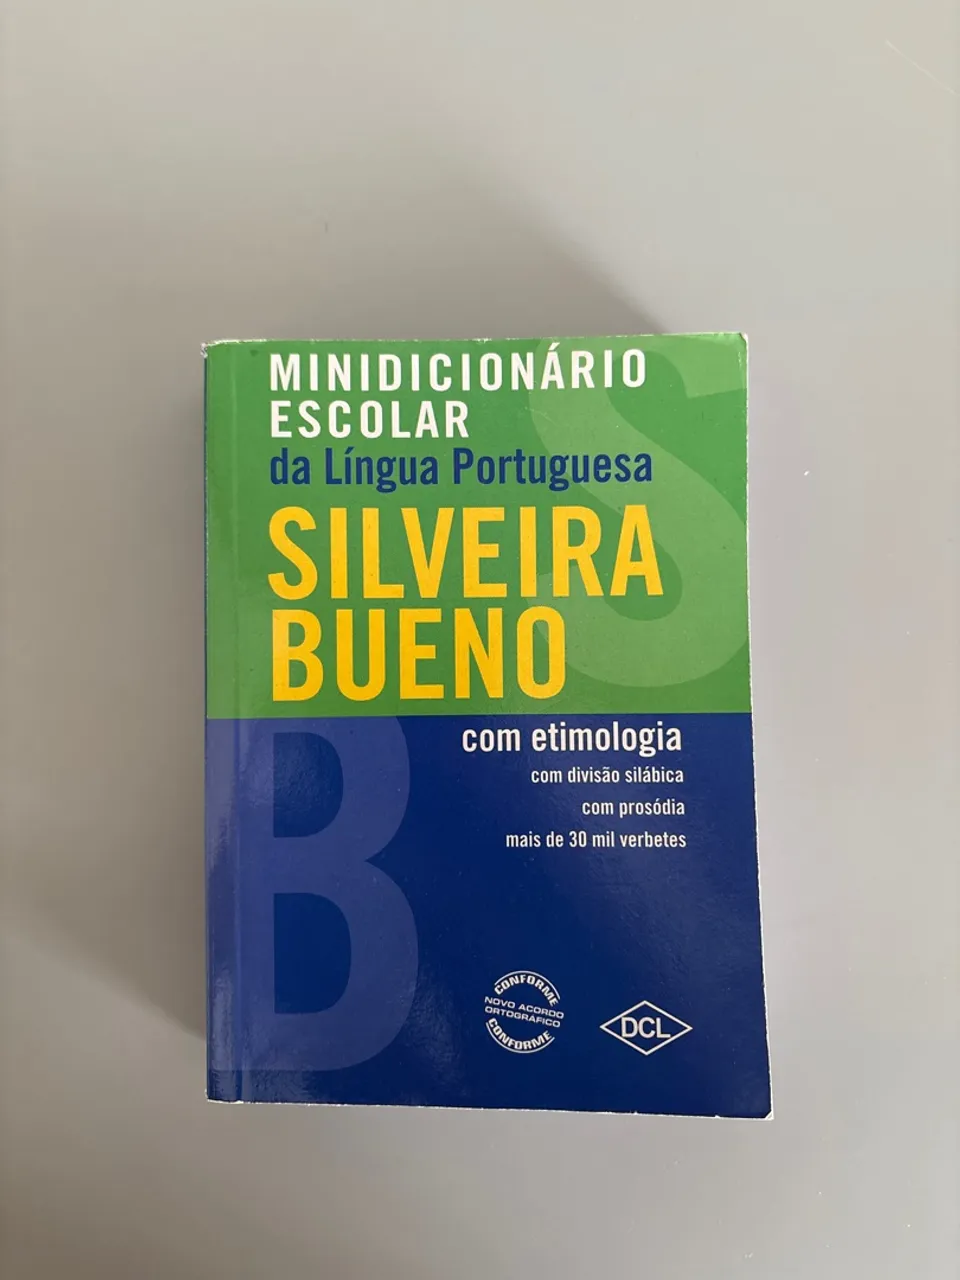 MINIDICIONÁRIO
ESCOLAR
da Língua Portuguesa
SILVEIRA
BUENO
com etimologia
com divisão silábica
com prosódia
mais de 30 mil verbetes
CONFORME
NOVO ACORDO
ORTOGRÁFICO
CONFORME
DCL
S
B